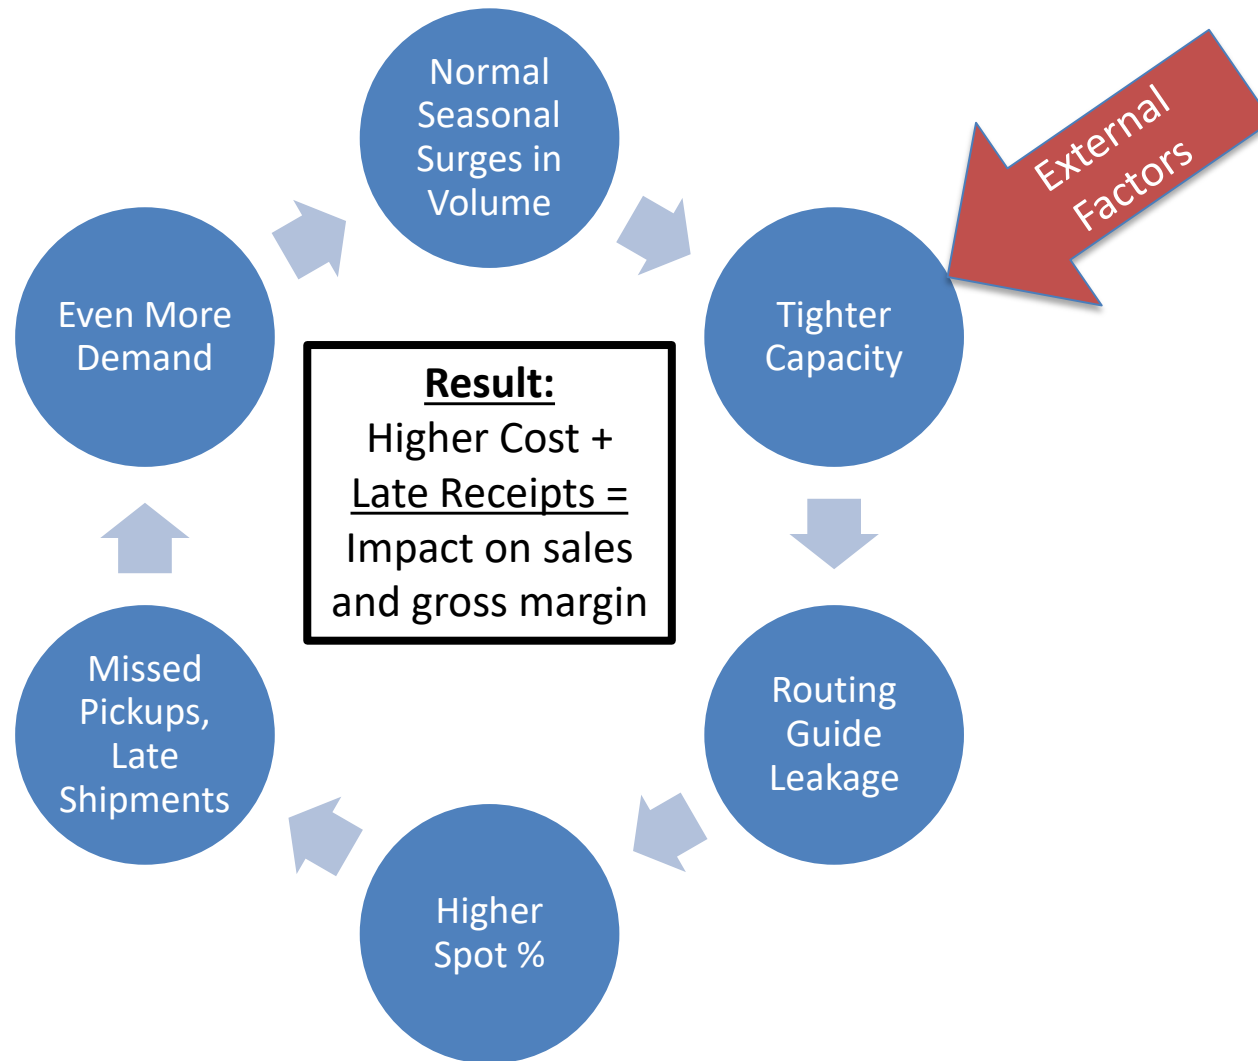 Normal
Seasonal
Surges in
Volume
External
Factors
Tighter
Capacity
Routing
Guide
Leakage
Higher
Spot %
Missed
Pickups,
Late
Shipments
Even More
Demand
Result:
Higher Cost +
Late Receipts =
Impact on sales
and gross margin